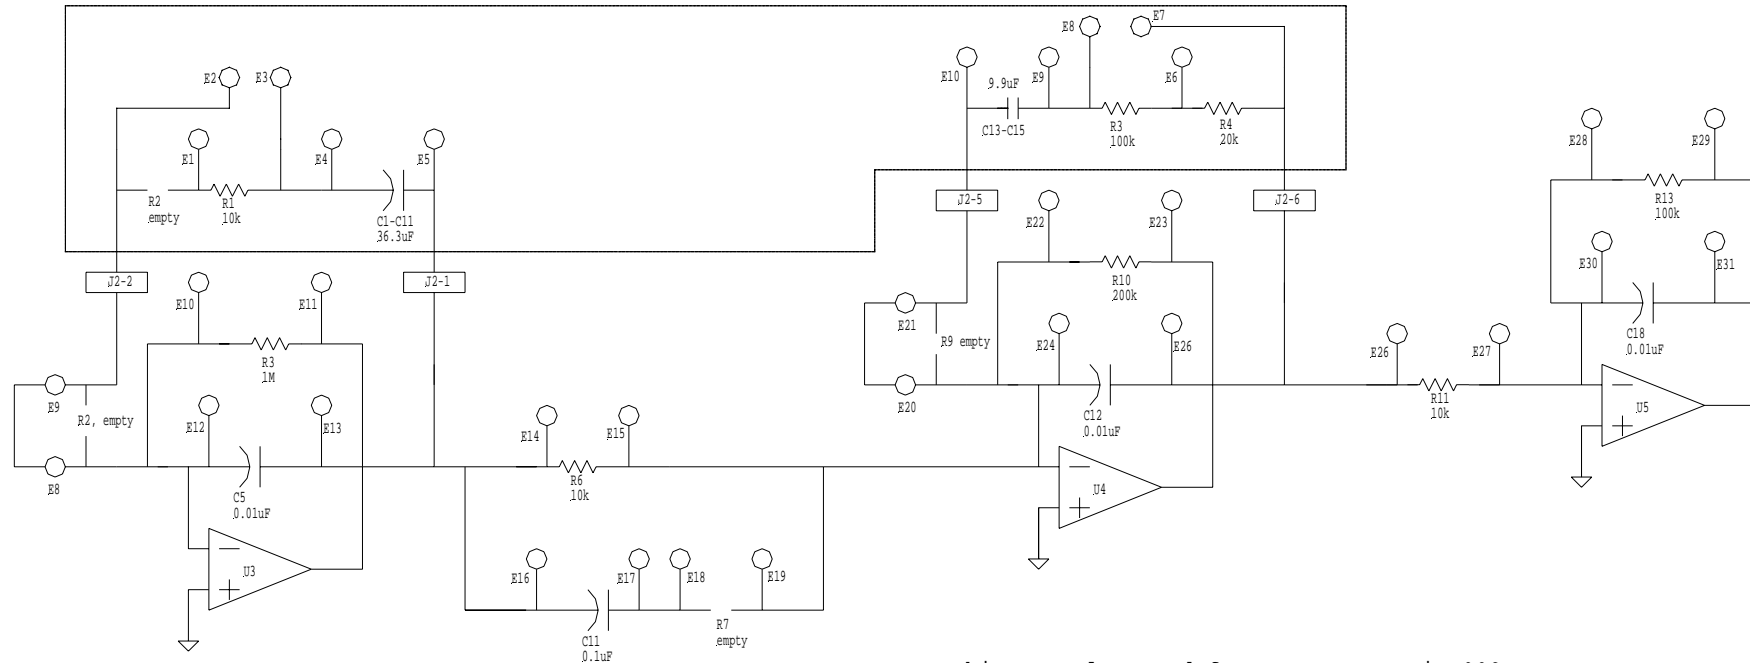 E2
E3
E1
E4
E5
R2
empty
R1
10k
C1-C11
36.3uF
J2-2
J2-1
E10
E11
R3
1M
E9
R2, empty
E12
E13
E8
C5
0.01uF
U3
E14
E15
R6
10k
E16
E17
E18
E19
C11
0.1uF
R7
empty
E10
9.9uF
C13-C15
E9
E8
E7
E6
R3
100k
R4
20k
J2-5
J2-6
E22
E23
R10
200k
E21
R9 empty
E24
E26
E20
C12
0.01uF
U4
E26
E27
R11
10k
E28
E29
R13
100k
E30
E31
C18
0.01uF
U5